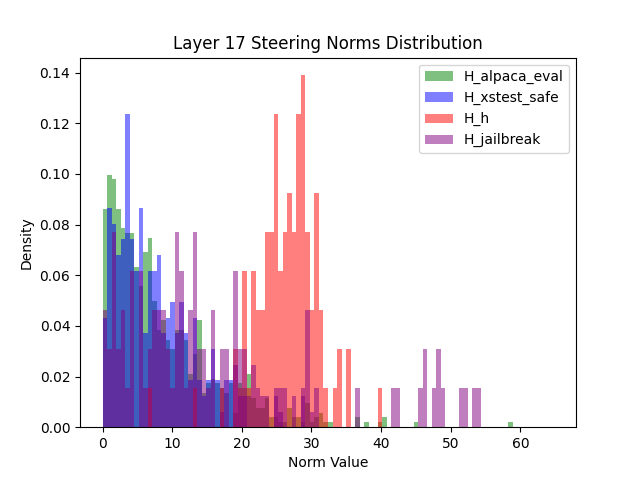 Layer 17 Steering Norms Distribution
H_alpaca_eval
H_xstest_safe
H_h
H_jailbreak
Density
0.14
0.12
0.10
0.08
0.06
0.04
0.02
0.00
0 10 20 30 40 50 60
Norm Value